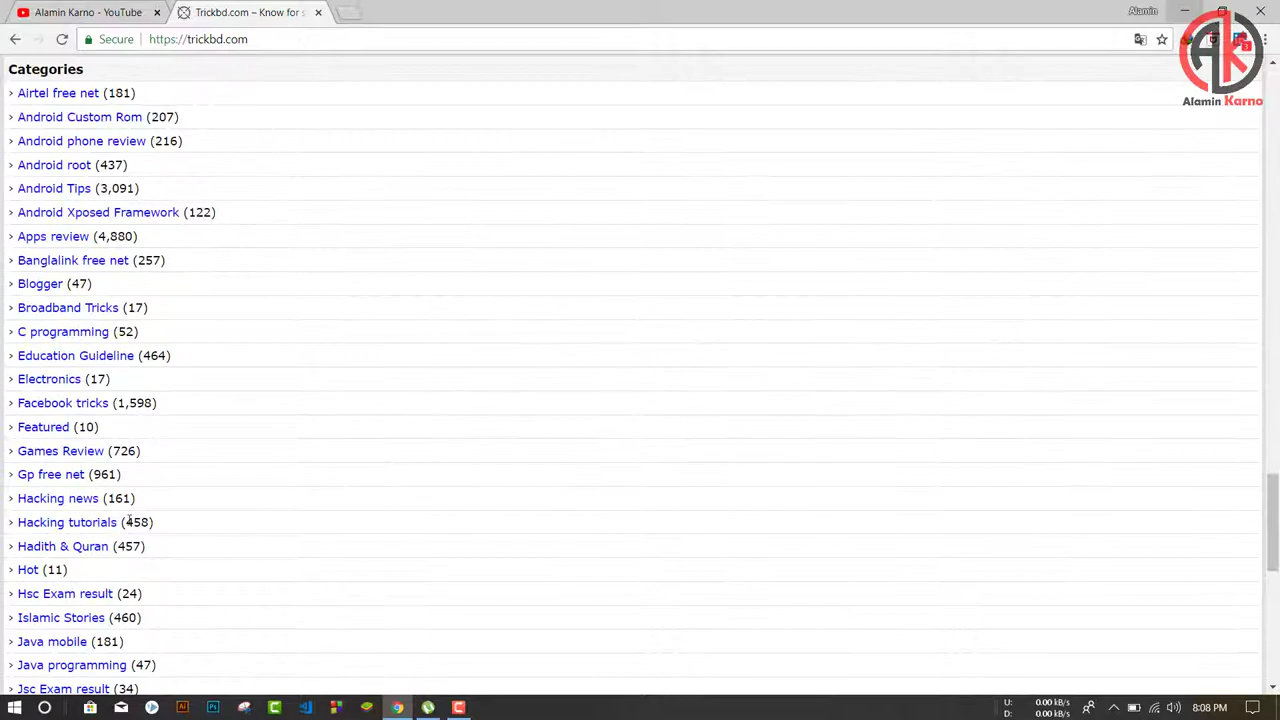 Alamin Karno - YouTube
Trickbd.com – Know for s
Alamin
Secure
https://trickbd.com
Alamin Karno
Categories
› Airtel free net (181)
› Android Custom Rom (207)
› Android phone review (216)
› Android root (437)
› Android Tips (3,091)
› Android Xposed Framework (122)
› Apps review (4,880)
› Banglalink free net (257)
› Blogger (47)
› Broadband Tricks (17)
› C programming (52)
› Education Guideline (464)
› Electronics (17)
› Facebook tricks (1,598)
› Featured (10)
› Games Review (726)
› Gp free net (961)
› Hacking news (161)
› Hacking tutorials (458)
› Hadith & Quran (457)
› Hot (11)
› Hsc Exam result (24)
› Islamic Stories (460)
› Java mobile (181)
› Java programming (47)
› Jsc Exam result (34)
U: 0.00 kB/s
D: 0.00 kB/s
8:08 PM